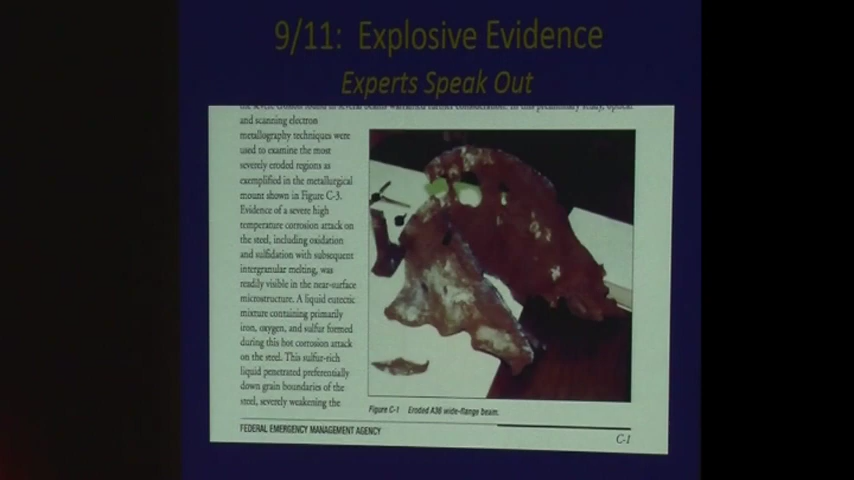 9/11: Explosive Evidence
Experts Speak Out
and scanning electron
metallography techniques were
used to examine the most
severely eroded regions as
exemplified in the metallurgical
mount shown in Figure C-3.
Evidence of a severe high
temperature corrosion attack on
the steel, including oxidation
and sulfidation with subsequent
intergranular melting, was
readily visible in the near-surface
microstructure. A liquid eutectic
mixture containing primarily
iron, oxygen, and sulfur formed
during this hot corrosion attack
on the steel. This sulfur-rich
liquid penetrated preferentially
down grain boundaries of the
steel, severely weakening the
Figure C-1 Eroded A36 wide-flange beam.
FEDERAL EMERGENCY MANAGEMENT AGENCY
C-1